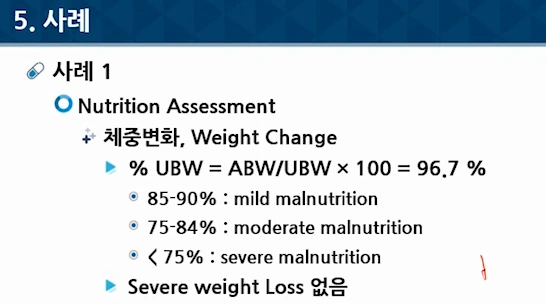 5. 사례
사례 1
Nutrition Assessment
체중변화, Weight Change
% UBW = ABW/UBW × 100 = 96.7 %
85-90% : mild malnutrition
75-84% : moderate malnutrition
< 75% : severe malnutrition
Severe weight Loss 없음